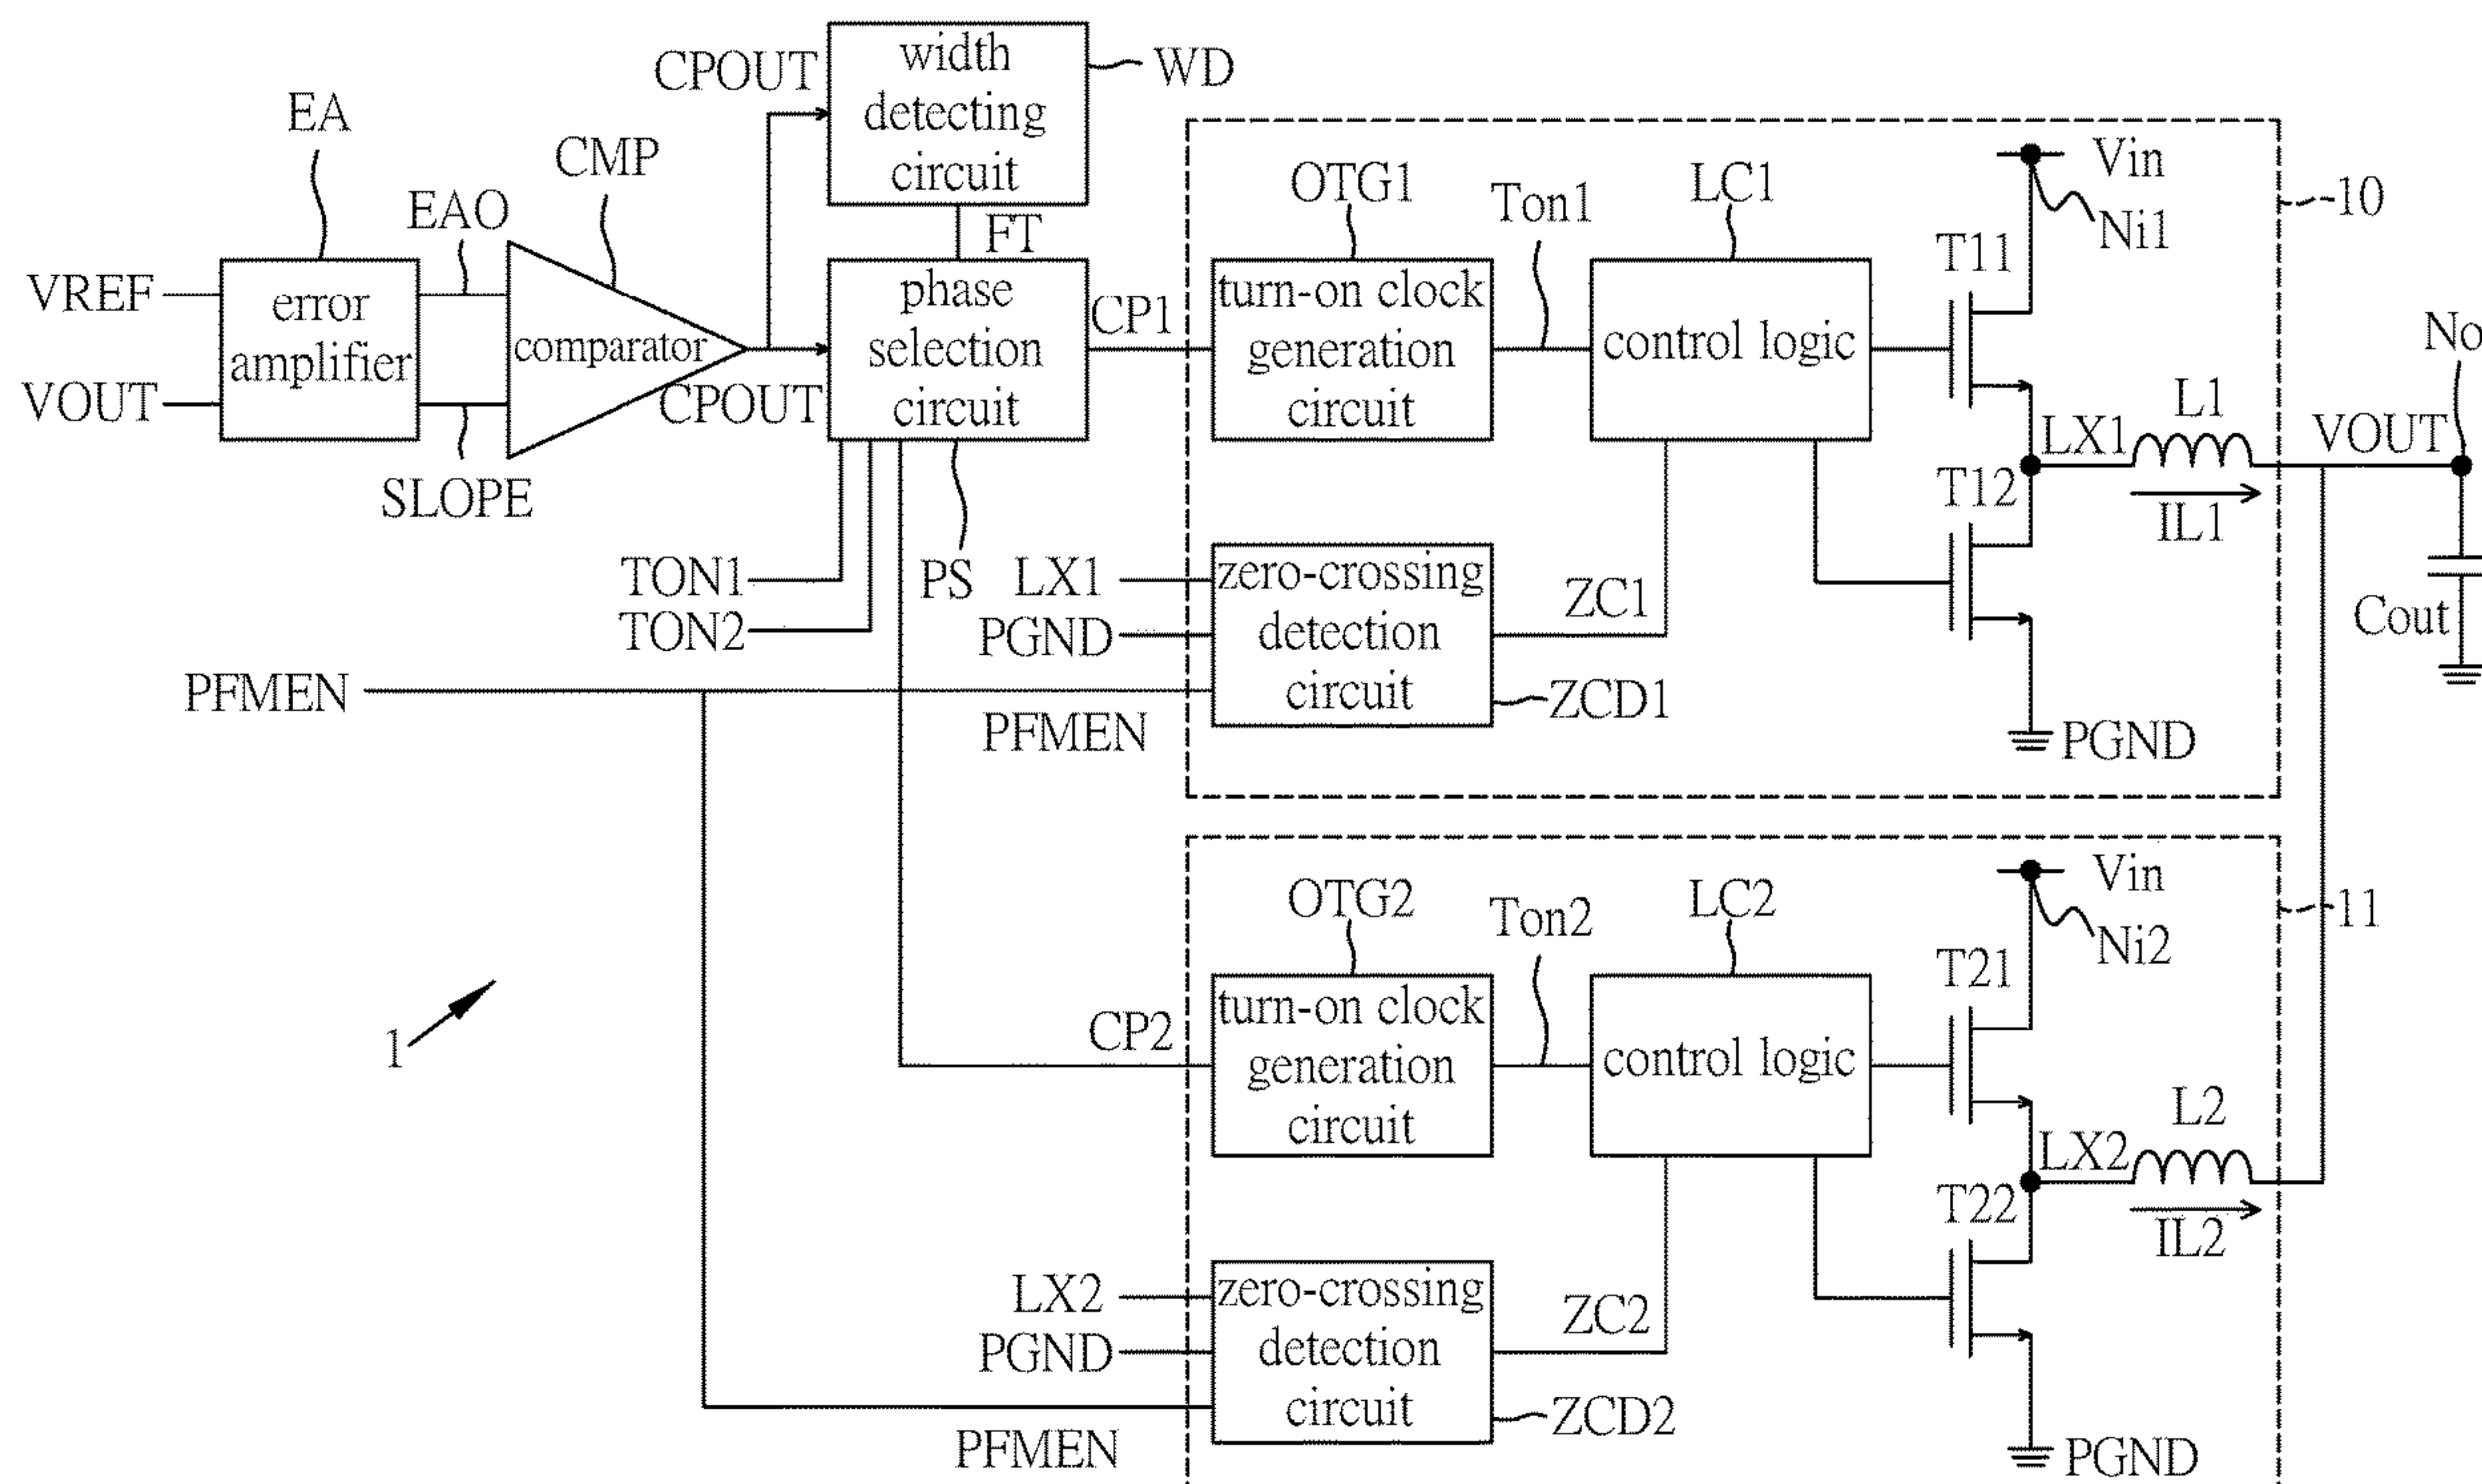 CPOUT
width
detecting
circuit
WD
EA
CMP
EAO
FT
VREF
VOUT
error
amplifier
comparator
CPOUT
SLOPE
phase
selection
circuit
PS
TON1
TON2
CP1
OTG1
turn-on clock
generation
circuit
Ton1
LC1
control logic
Vin
Ni1
10
T11
T12
LX1
L1
IL1
VOUT
No
Cout
LX1
PGND
zero-crossing
detection
circuit
ZC1
ZCD1
PFMEN
PFMEN
PGND
1
CP2
OTG2
turn-on clock
generation
circuit
Ton2
LC2
control logic
Vin
Ni2
11
T21
T22
LX2
L2
IL2
LX2
PGND
zero-crossing
detection
circuit
ZC2
ZCD2
PFMEN
PGND